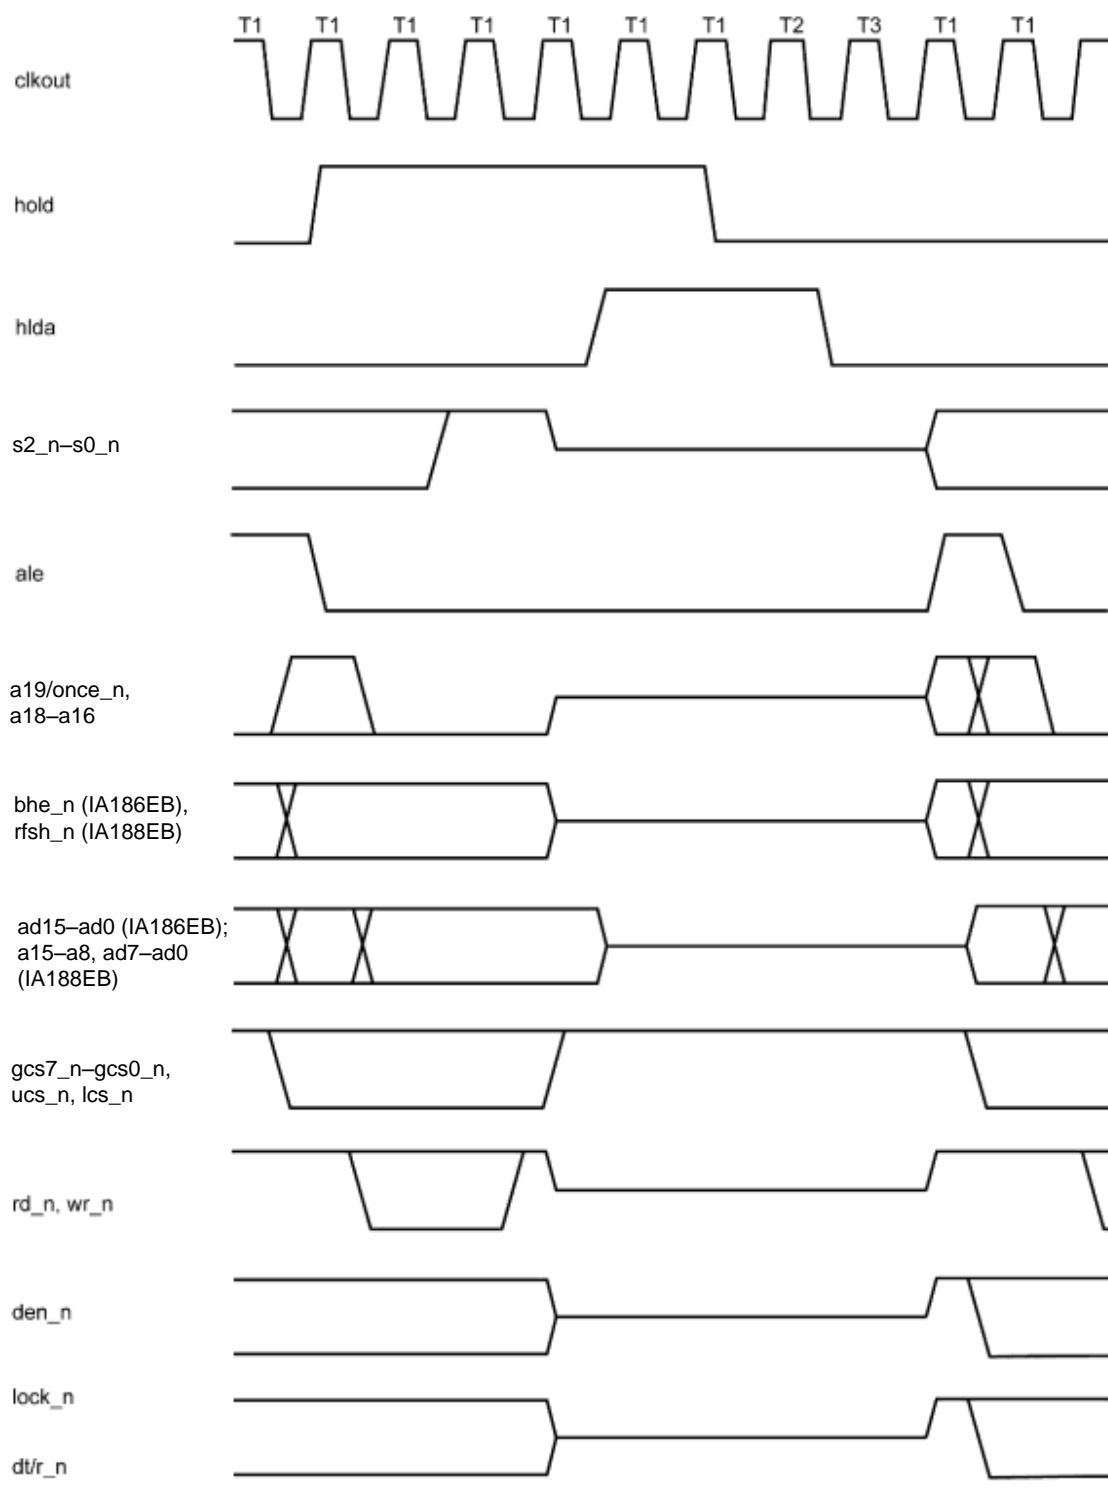 T1 T1 T1 T1 T1 T1 T1 T2 T3 T1 T1
clkout
hold
hlda
s2_n–s0_n
ale
a19/once_n,
a18–a16
bhe_n (IA186EB),
rfsh_n (IA188EB)
ad15–ad0 (IA186EB);
a15–a8, ad7–ad0
(IA188EB)
gcs7_n–gcs0_n,
ucs_n, lcs_n
rd_n, wr_n
den_n
lock_n
dt/r_n